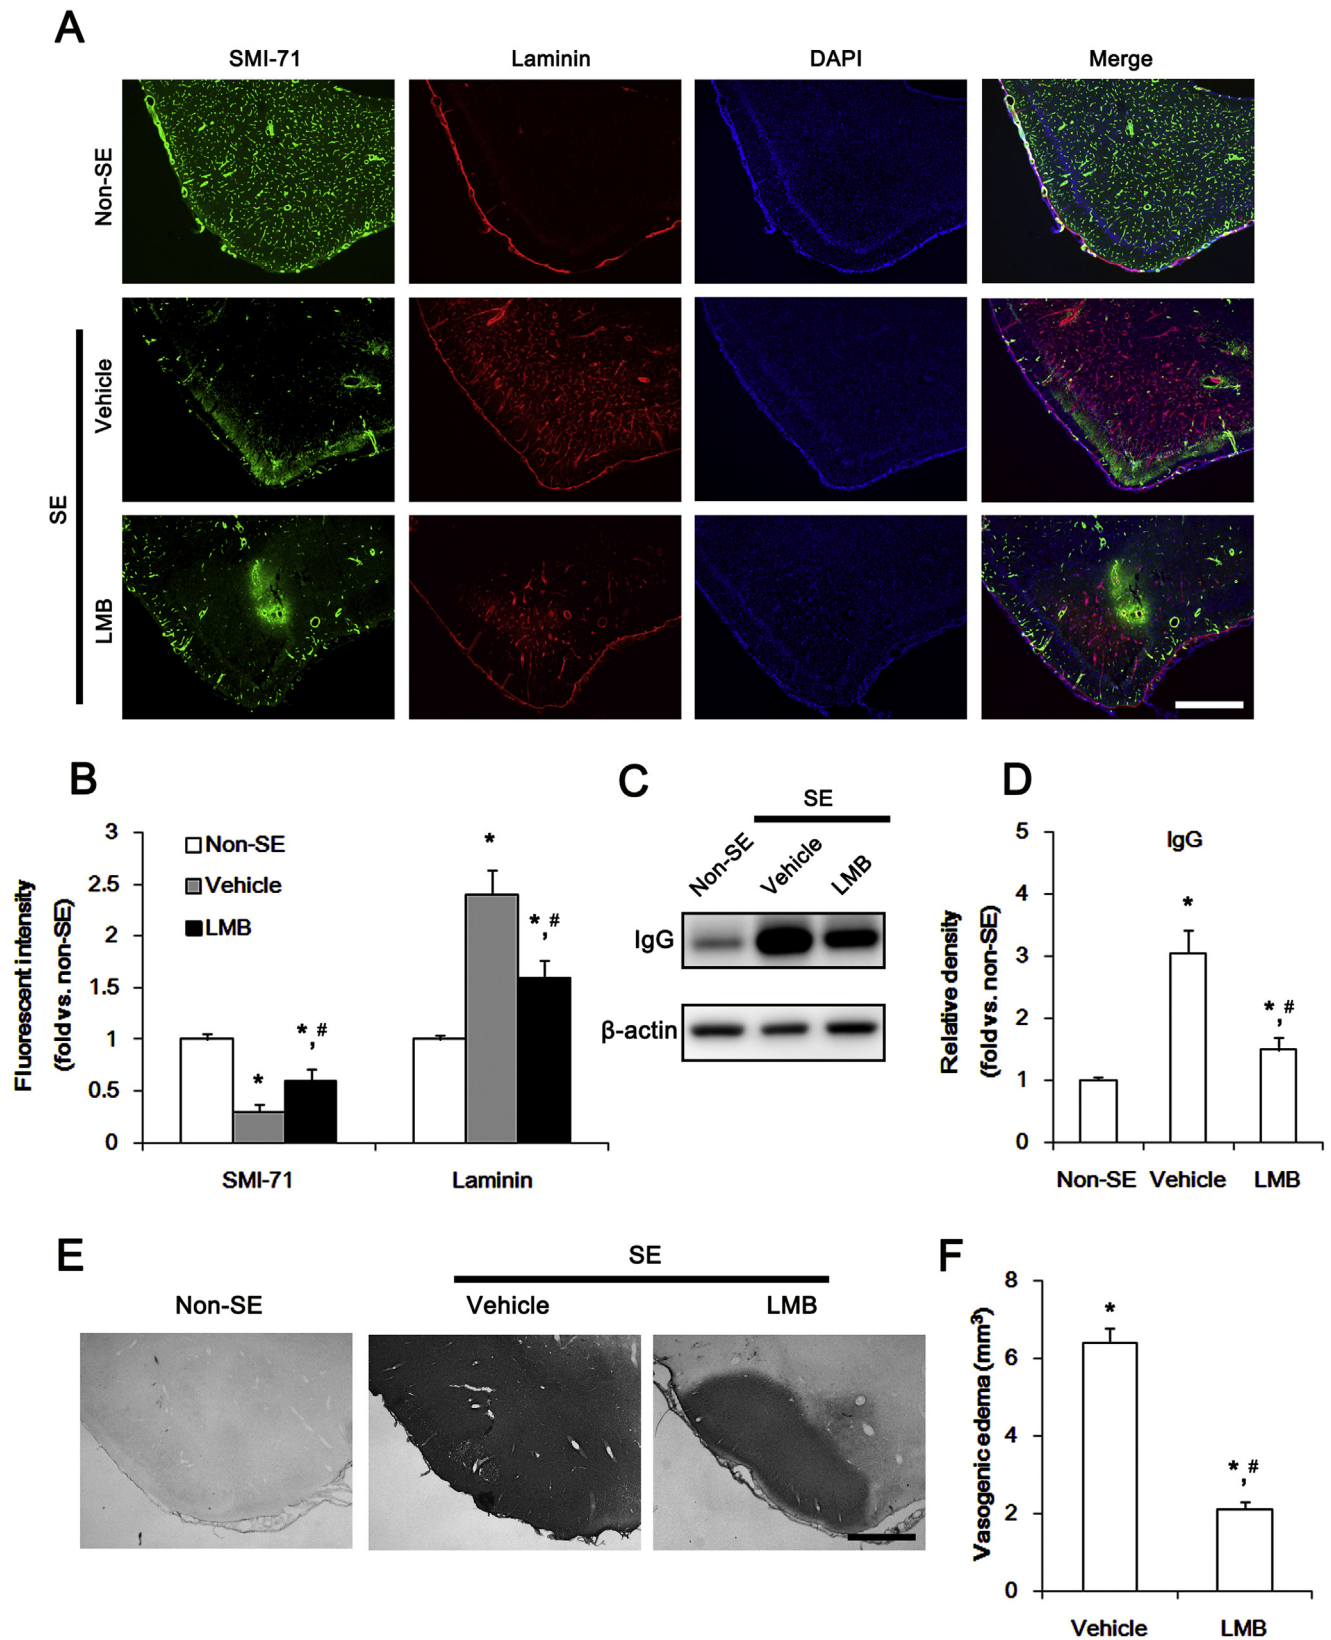 A
SMI-71 Laminin DAPI Merge
Non-SE
SE
Vehicle
LMB
B
Fluorescent intensity
(fold vs. non-SE)
3
2.5
2
1.5
1
0.5
0
Non-SE
Vehicle
LMB
*
*,#
*
*,#
SMI-71 Laminin
C
SE
Non-SE Vehicle LMB
IgG
β-actin
D
Relative density
(fold vs. non-SE)
5
4
3
2
1
0
IgG
*
*,#
Non-SE Vehicle LMB
E
SE
Non-SE Vehicle LMB
F
Vasogenic edema (mm³)
8
6
4
2
0
*
*,#
Vehicle LMB